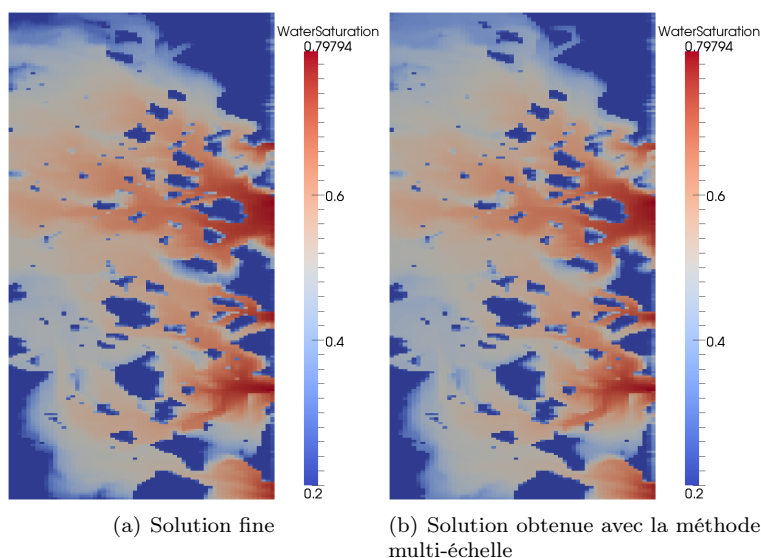 WaterSaturation
0.79794
0.6
0.4
0.2
(a) Solution fine
WaterSaturation
0.79794
0.6
0.4
0.2
(b) Solution obtenue avec la méthode
multi-échelle